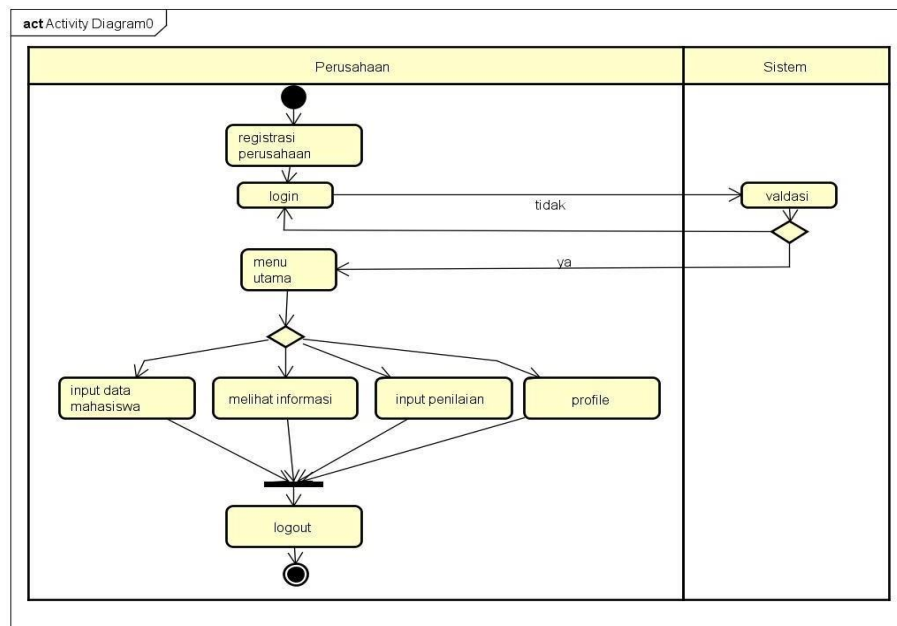 act Activity Diagram0
Perusahaan
Sistem
registrasi
perusahaan
login
valdasi
tidak
menu
utama
ya
input data
mahasiswa
melihat informasi
input penilaian
profile
logout